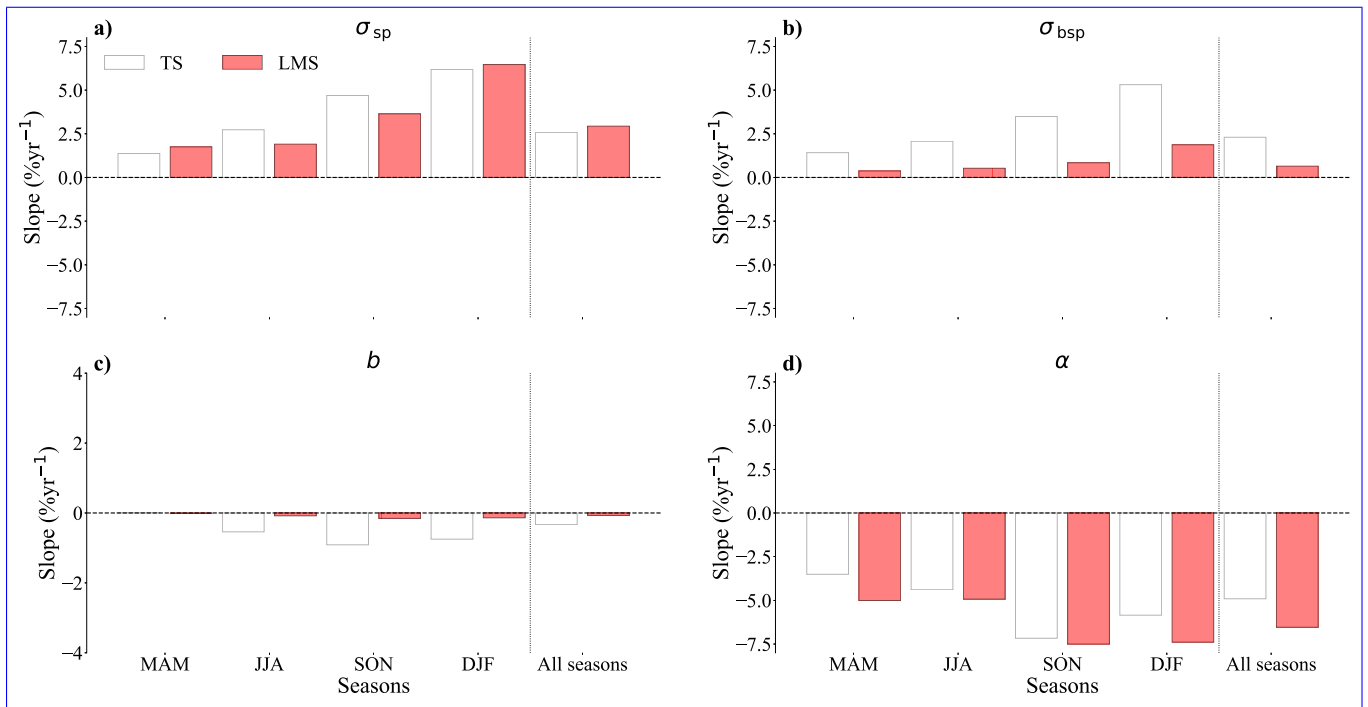 a)
σsp
7.5
5.0
2.5
0.0
−2.5
−5.0
−7.5
Slope (%yr⁻¹)
TS
LMS
b)
σbsp
7.5
5.0
2.5
0.0
−2.5
−5.0
−7.5
Slope (%yr⁻¹)
c)
b
4
2
0
−2
−4
Slope (%yr⁻¹)
MAM JJA SON DJF All seasons
Seasons
d)
α
7.5
5.0
2.5
0.0
−2.5
−5.0
−7.5
Slope (%yr⁻¹)
MAM JJA SON DJF All seasons
Seasons